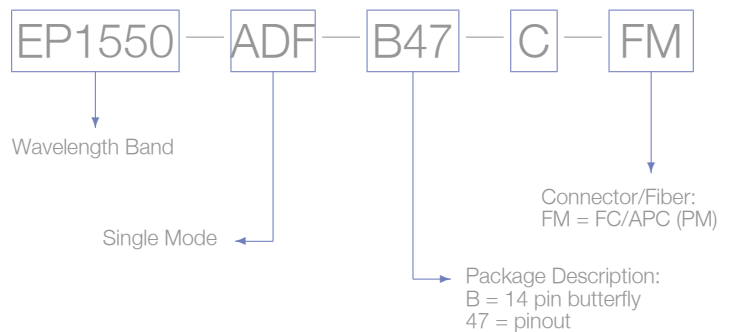 EP1550 — ADF — B47 — C — FM
Wavelength Band
Single Mode
Connector/Fiber:
FM = FC/APC (PM)
Package Description:
B = 14 pin butterfly
47 = pinout